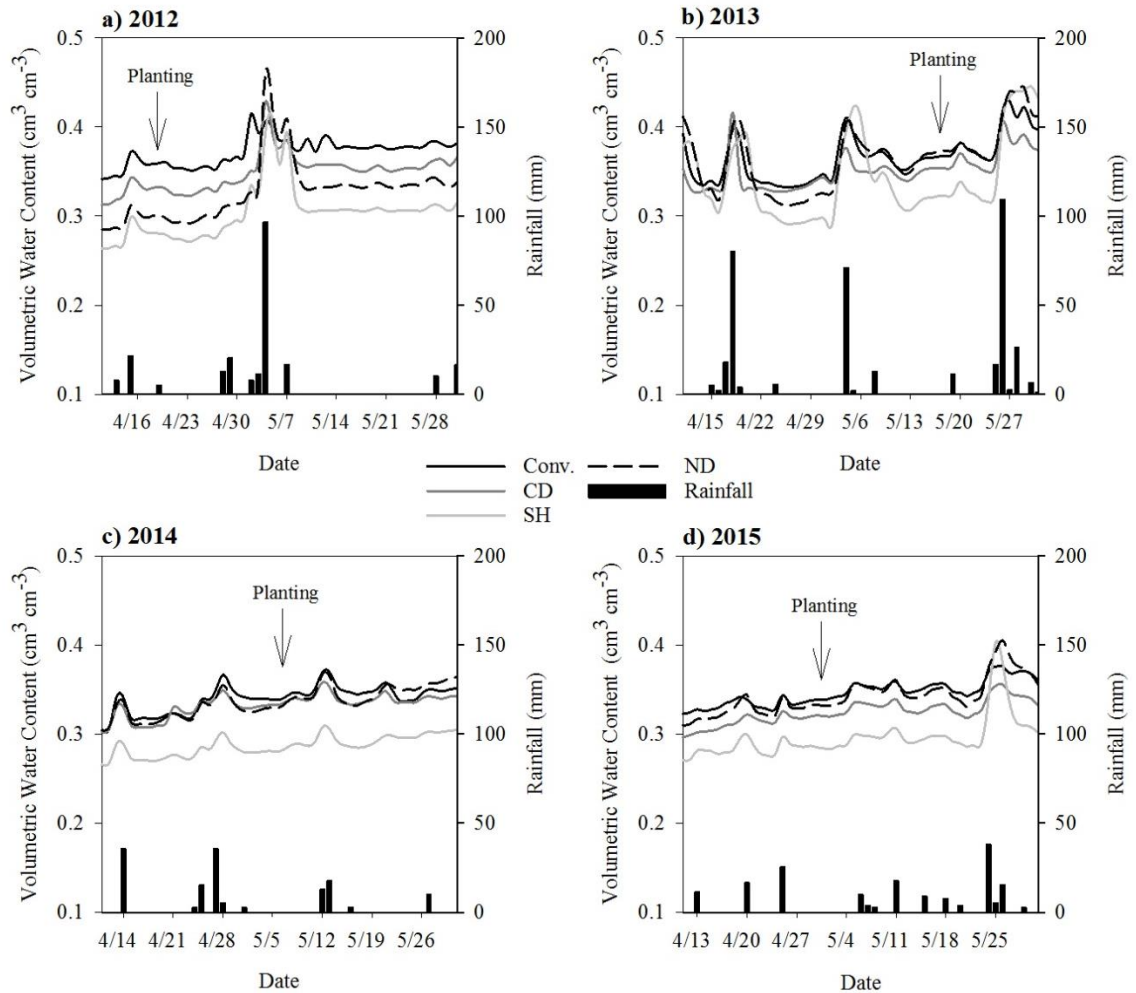 a) 2012
0.5
0.4
0.3
0.2
0.1
Volumetric Water Content (cm³ cm⁻³)
Planting
200
150
100
50
0
Rainfall (mm)
4/16 4/23 4/30 5/7 5/14 5/21 5/28
Date
b) 2013
0.5
0.4
0.3
0.2
0.1
Volumetric Water Content (cm³ cm⁻³)
Planting
200
150
100
50
0
Rainfall (mm)
4/15 4/22 4/29 5/6 5/13 5/20 5/27
Date
Conv. ND
CD Rainfall
SH
c) 2014
0.5
0.4
0.3
0.2
0.1
Volumetric Water Content (cm³ cm⁻³)
Planting
200
150
100
50
0
Rainfall (mm)
4/14 4/21 4/28 5/5 5/12 5/19 5/26
Date
d) 2015
0.5
0.4
0.3
0.2
0.1
Volumetric Water Content (cm³ cm⁻³)
Planting
200
150
100
50
0
Rainfall (mm)
4/13 4/20 4/27 5/4 5/11 5/18 5/25
Date